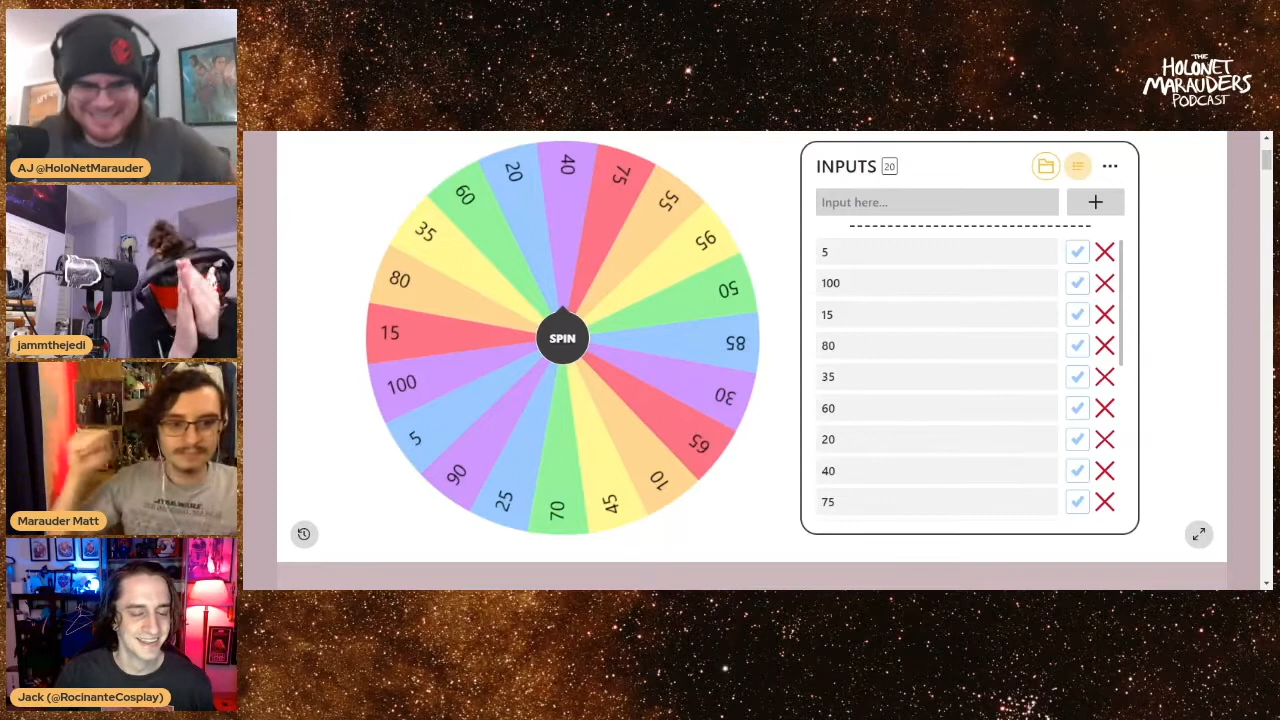 THE
HOLONET
MARAUDERS
PODCAST
AJ @HoloNetMarauder
jammthejedi
Marauder Matt
STAR WARS
Jack (@RocinanteCosplay)
40
75
55
95
50
85
30
65
10
45
70
25
90
5
100
15
80
35
60
20
SPIN
INPUTS 20
Input here...
5
100
15
80
35
60
20
40
75